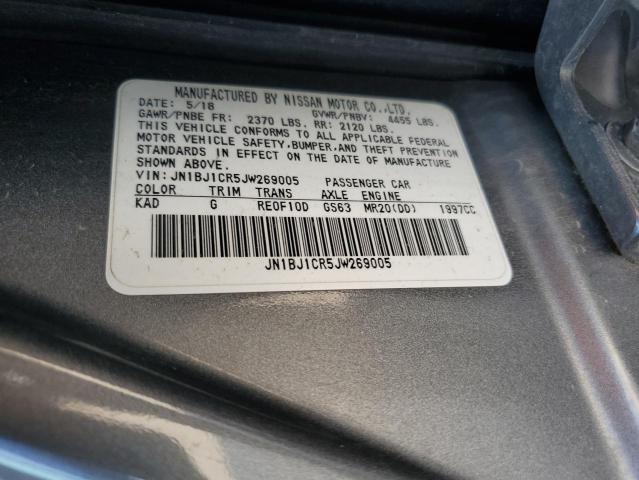 MANUFACTURED BY NISSAN MOTOR CO.,LTD.
DATE: 5/18 GVWR/PNBV: 4455 LBS.
GAWR/PNBE FR: 2370 LBS. RR: 2120 LBS.
THIS VEHICLE CONFORMS TO ALL APPLICABLE FEDERAL
MOTOR VEHICLE SAFETY,BUMPER,AND THEFT PREVENTION
STANDARDS IN EFFECT ON THE DATE OF MANUFACTURE
SHOWN ABOVE.
VIN:JN1BJ1CR5JW269005 PASSENGER CAR
COLOR TRIM TRANS AXLE ENGINE
KAD G REOF10D GS63 MR20(DD) 1997CC
JN1BJ1CR5JW269005